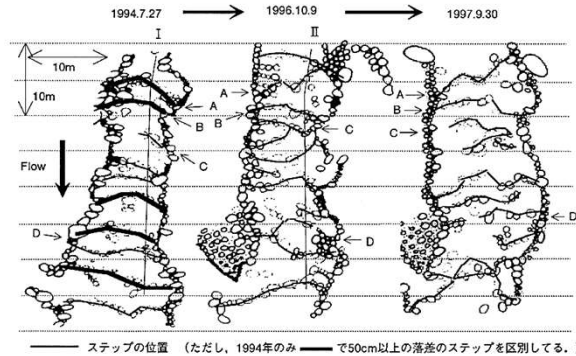 1994.7.27 1996.10.9 1997.9.30
I II
10m
10m
A A A
B B B
C C C
Flow
D D D
ステップの位置 (ただし, 1994年のみ で50cm以上の落差のステップを区別してる.